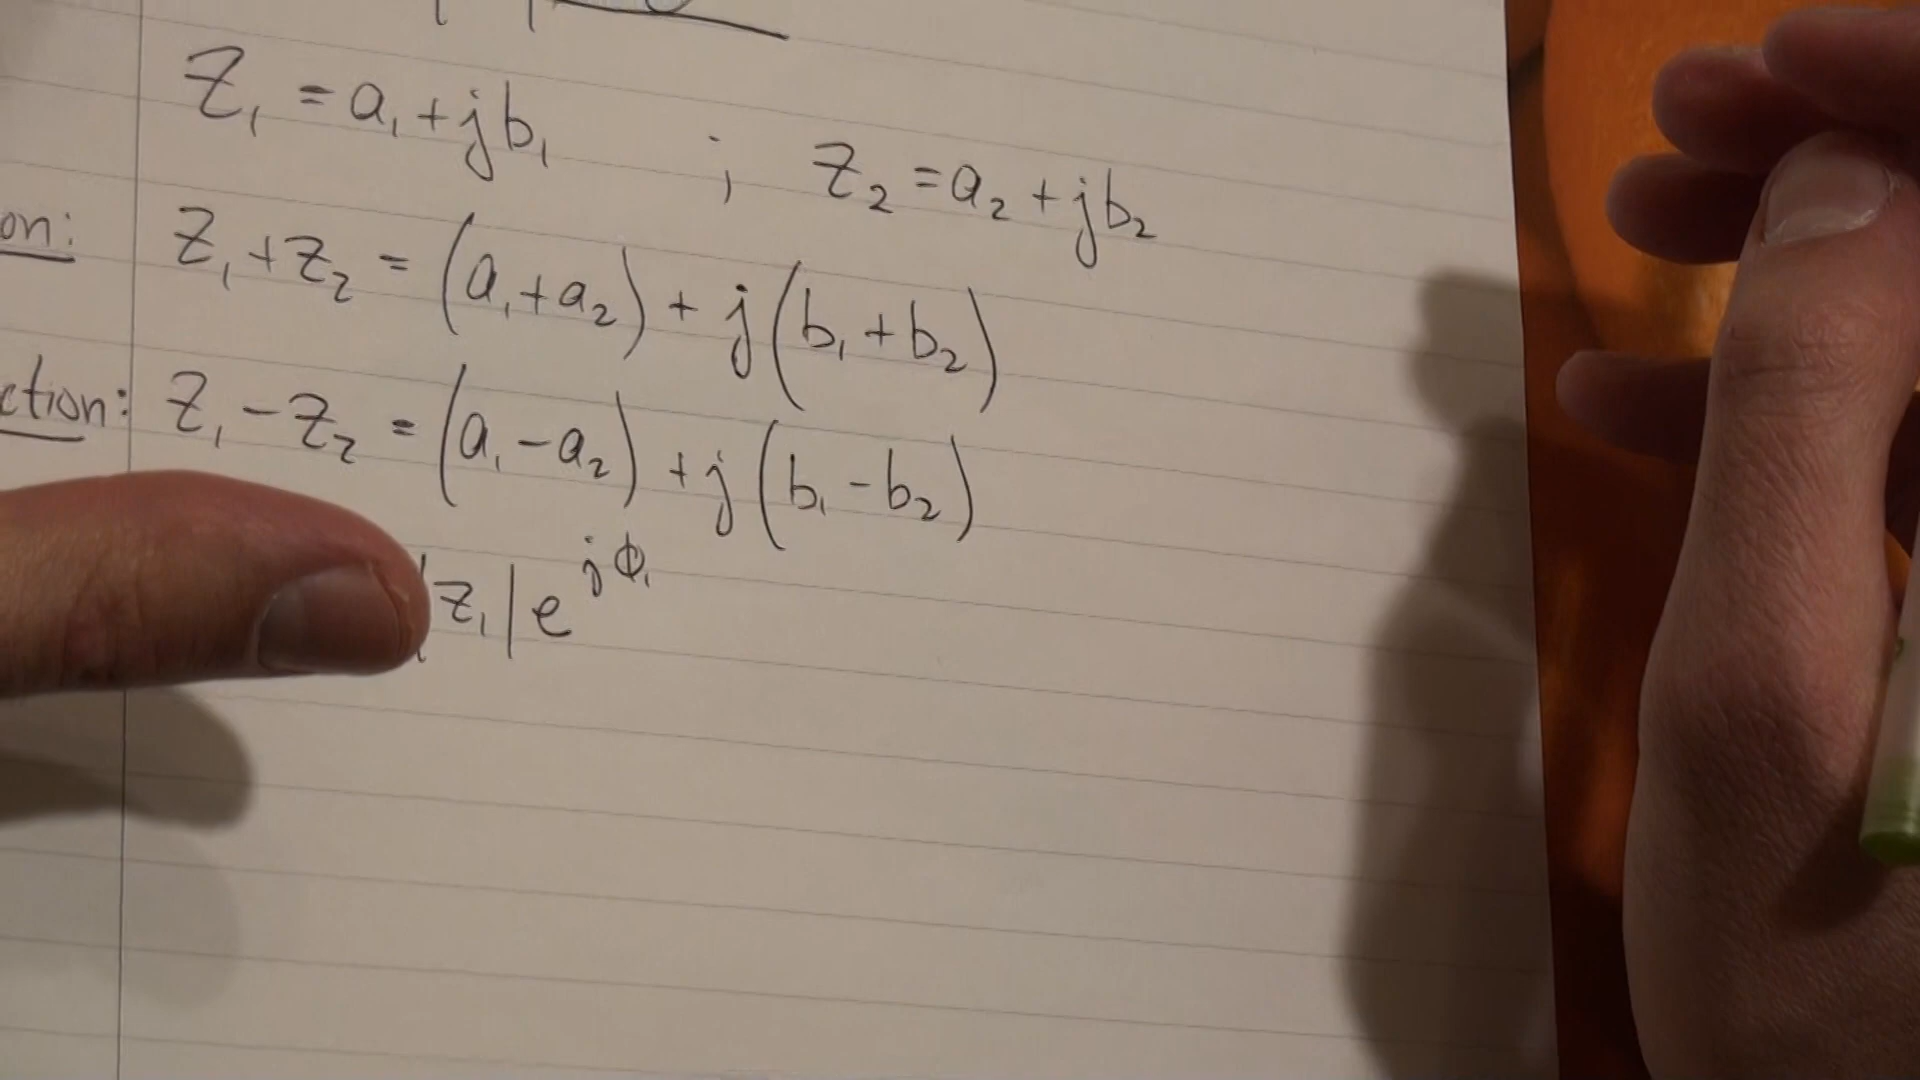 Z₁ = a₁ + jb₁ ; Z₂ = a₂ + jb₂
on: Z₁ + Z₂ = (a₁ + a₂) + j(b₁ + b₂)
ction: Z₁ - Z₂ = (a₁ - a₂) + j(b₁ - b₂)
|Z₁| e^{jϕ₁}